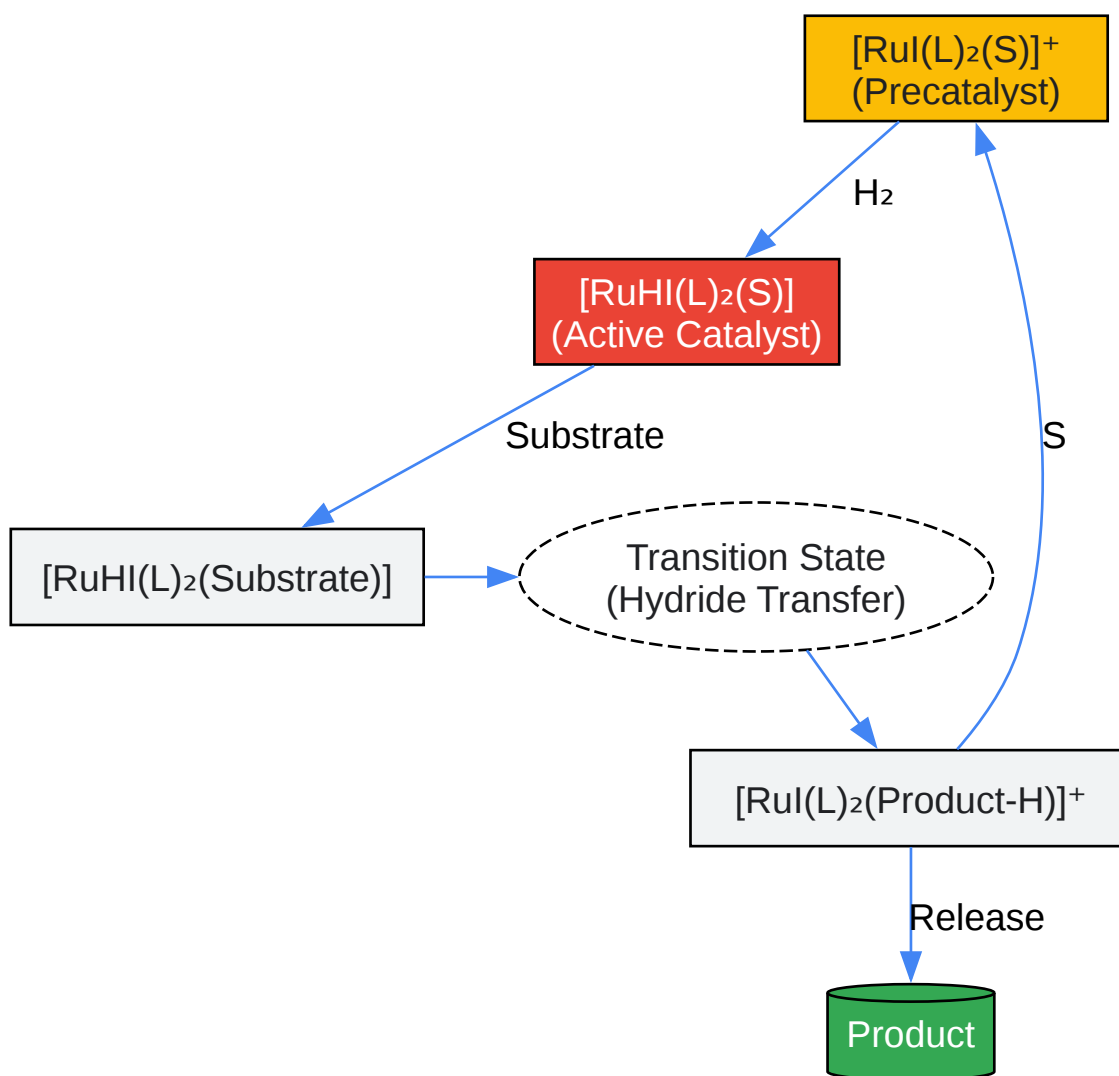 [RuI(L)₂(S)]⁺
(Precatalyst)
H₂
[RuHI(L)₂(S)]
(Active Catalyst)
Substrate
S
[RuHI(L)₂(Substrate)]
Transition State
(Hydride Transfer)
[RuI(L)₂(Product-H)]⁺
Release
Product